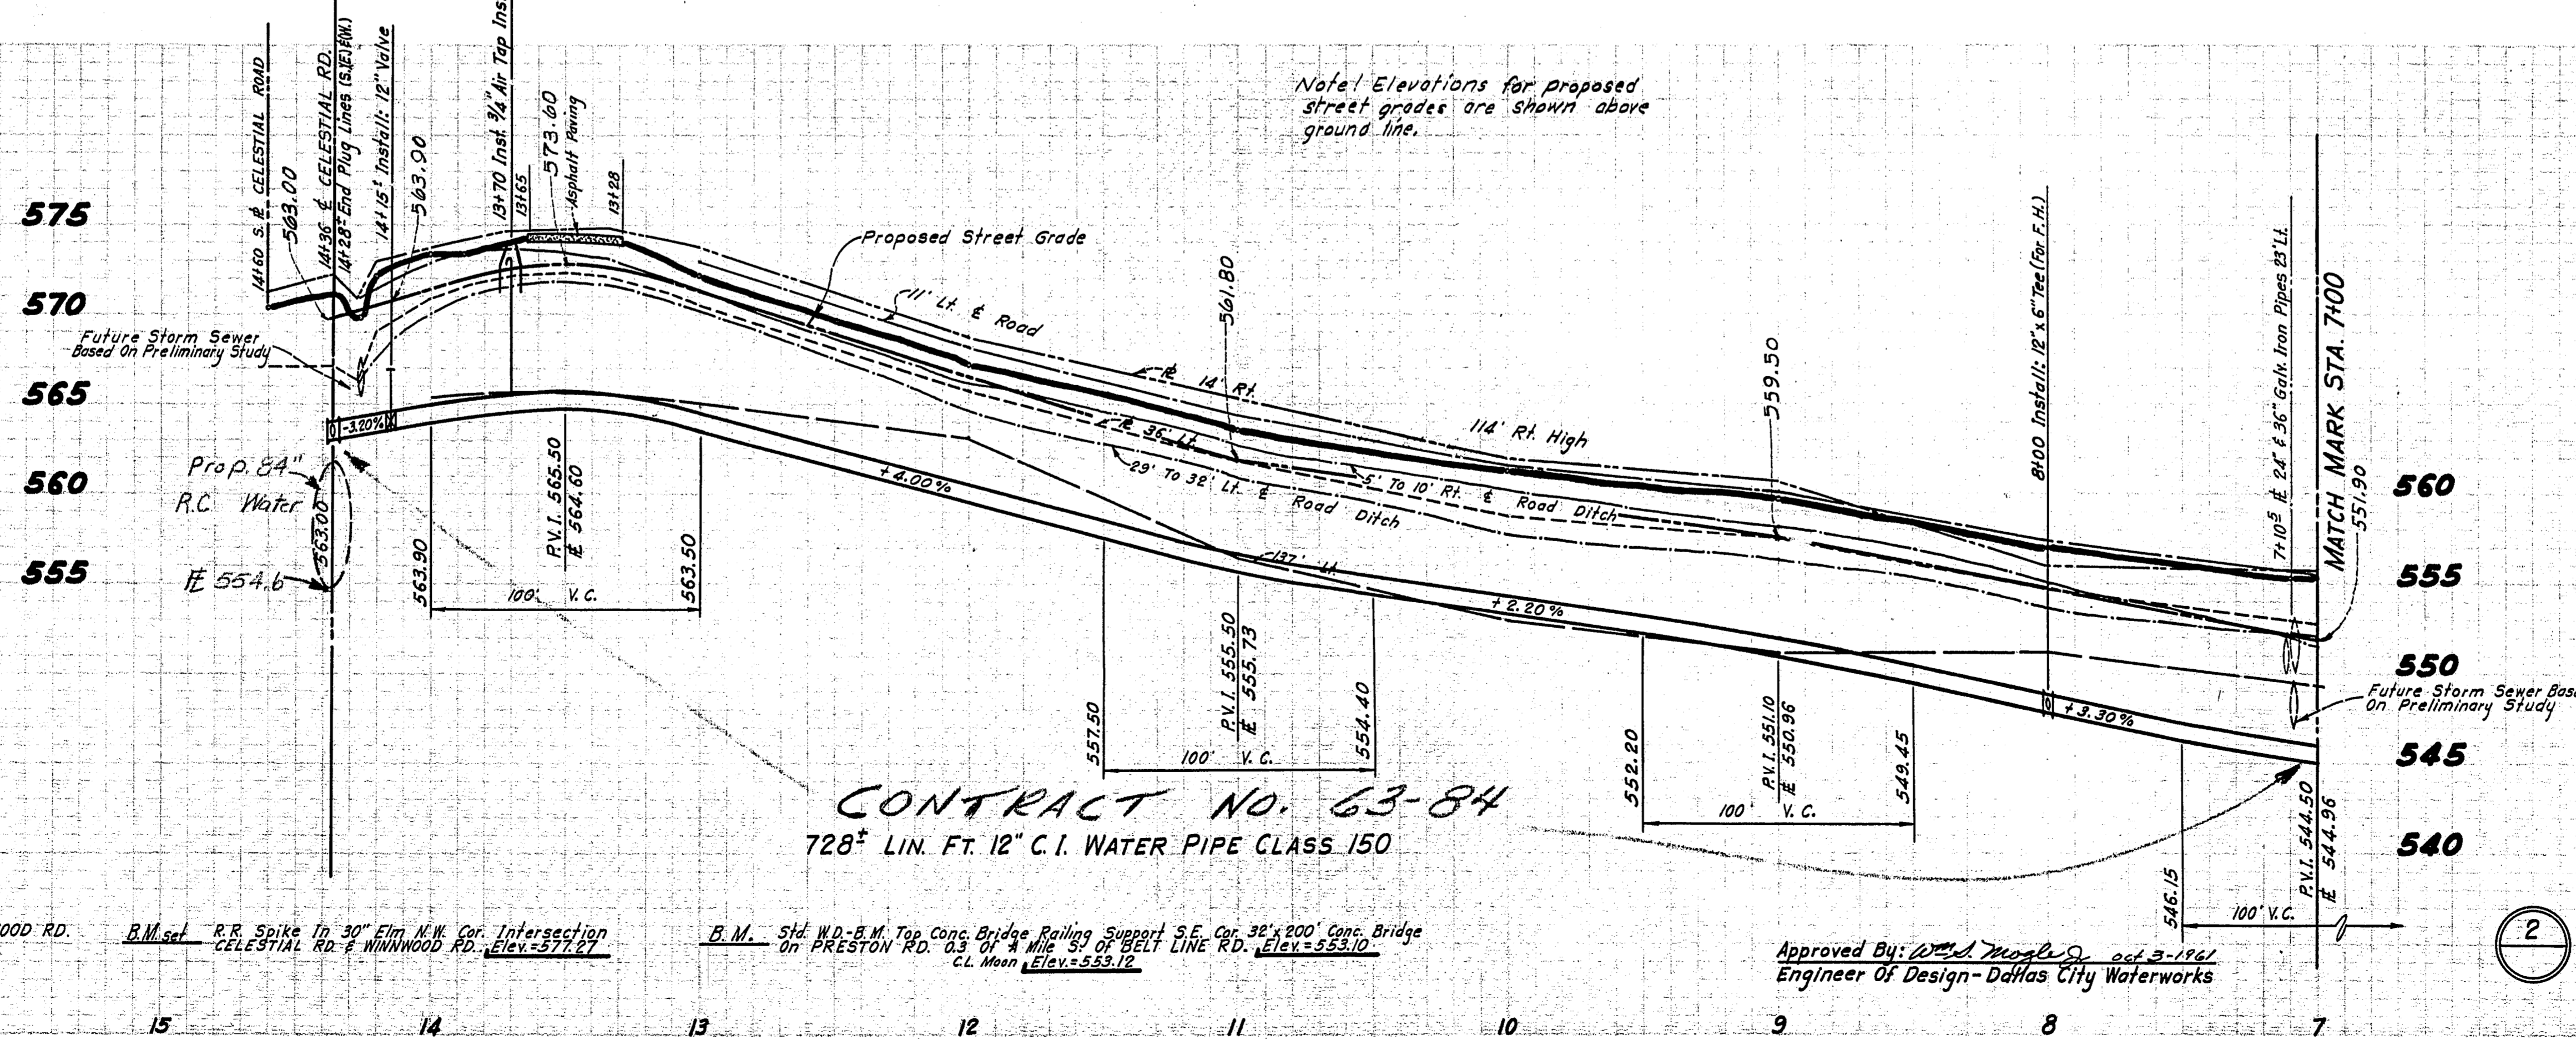 Note! Elevations for proposed
street grades are shown above
ground line.
14+60 S. ⅊ CELESTIAL ROAD
563.00
14+36 ℄ CELESTIAL RD.
14+28± End Plug Lines (S.)(E.)&(W.)
14+15± Install: 12" Valve
563.90
13+70 Inst. 3/4" Air Tap Ins
13+65
573.60
Asphalt Paving
13+28
575
570
565
560
555
Future Storm Sewer
Based On Preliminary Study
Proposed Street Grade
11' Lt. ℄ Road
⅊ 14' Rt.
561.80
114' Rt. High
559.50
8+00 Install: 12"x 6" Tee (For F.H.)
24" & 36" Galv. Iron Pipes 23' Lt.
MATCH MARK STA. 7+00
551.90
-3.20%
Prop. 84"
R.C. Water
563.00
554.6
563.90
P.V.I. 565.50
564.60
563.50
100' V.C.
+4.00%
36' Lt.
29' To 32' Lt. ℄ Road Ditch
5' To 10' Rt. ℄ Road Ditch
137' Lt.
557.50
P.V.I. 555.50
555.73
554.40
100' V.C.
+2.20%
552.20
P.V.I. 551.10
550.96
549.45
100' V.C.
+3.30%
560
555
550
545
540
Future Storm Sewer Bas
On Preliminary Study
546.15
P.V.I. 544.50
544.96
100' V.C.
CONTRACT NO. 63-84
728± LIN. FT. 12" C.I. WATER PIPE CLASS 150
OOD RD.
B.M. set R.R. Spike In 30" Elm N.W. Cor. Intersection
CELESTIAL RD. & WINNWOOD RD. Elev.=577.27
B.M. Std. W.D.-B.M. Top Conc. Bridge Railing Support S.E. Cor. 32'x200' Conc. Bridge
On PRESTON RD. 0.3 Of A Mile S. Of BELT LINE RD. Elev.=553.10
C.L. Moon Elev.=553.12
Approved By: Wm S. oct 3-1961
Engineer Of Design-Dallas City Waterworks
2
15 14 13 12 11 10 9 8 7